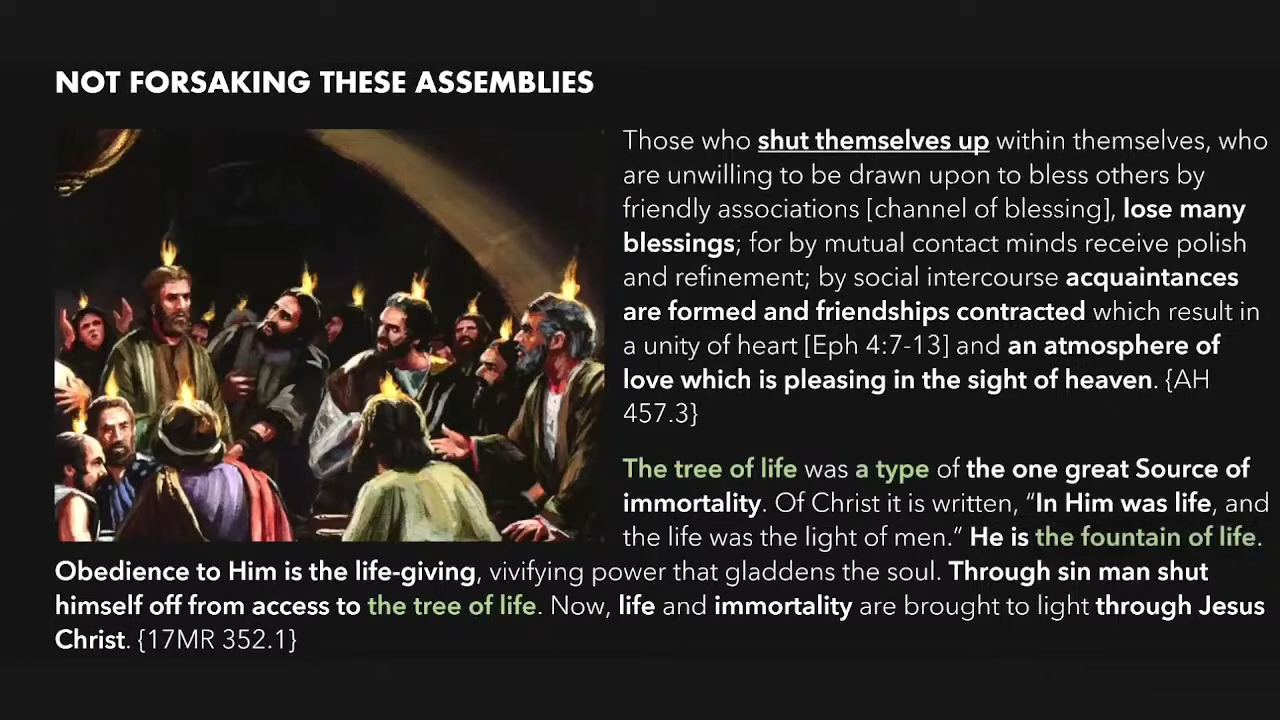 NOT FORSAKING THESE ASSEMBLIES
Those who shut themselves up within themselves, who
are unwilling to be drawn upon to bless others by
friendly associations [channel of blessing], lose many
blessings; for by mutual contact minds receive polish
and refinement; by social intercourse acquaintances
are formed and friendships contracted which result in
a unity of heart [Eph 4:7-13] and an atmosphere of
love which is pleasing in the sight of heaven. {AH
457.3}
The tree of life was a type of the one great Source of
immortality. Of Christ it is written, “In Him was life, and
the life was the light of men.” He is the fountain of life.
Obedience to Him is the life-giving, vivifying power that gladdens the soul. Through sin man shut
himself off from access to the tree of life. Now, life and immortality are brought to light through Jesus
Christ. {17MR 352.1}